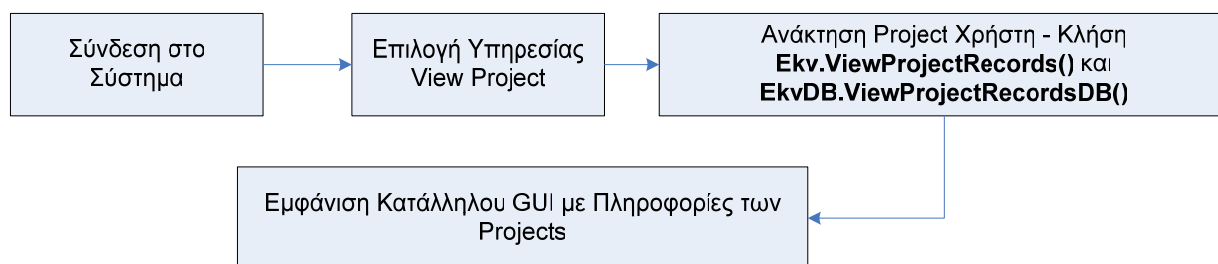 Σύνδεση στο
Σύστημα
Επιλογή Υπηρεσίας
View Project
Ανάκτηση Project Χρήστη - Κλήση
Ekv.ViewProjectRecords() και
EkvDB.ViewProjectRecordsDB()
Εμφάνιση Κατάλληλου GUI με Πληροφορίες των
Projects